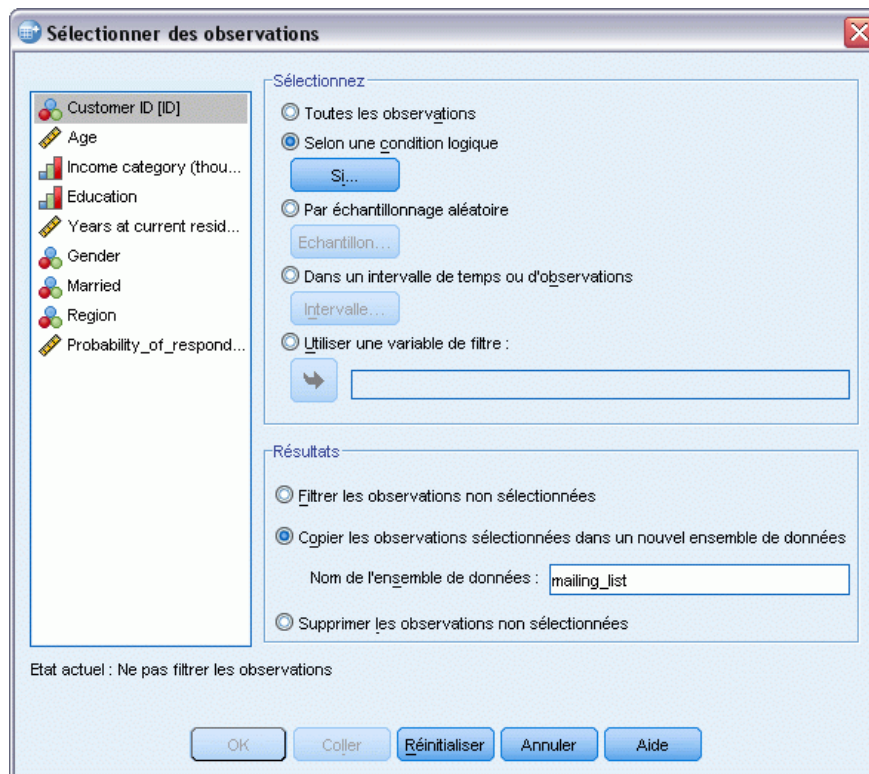 Sélectionner des observations
Customer ID [ID]
Age
Income category (thou...
Education
Years at current resid...
Gender
Married
Region
Probability_of_respond...
Sélectionnez
Toutes les observations
Selon une condition logique
Si...
Par échantillonnage aléatoire
Echantillon...
Dans un intervalle de temps ou d'observations
Intervalle...
Utiliser une variable de filtre :
Résultats
Filtrer les observations non sélectionnées
Copier les observations sélectionnées dans un nouvel ensemble de données
Nom de l'ensemble de données : mailing_list
Supprimer les observations non sélectionnées
Etat actuel : Ne pas filtrer les observations
OK Coller Réinitialiser Annuler Aide